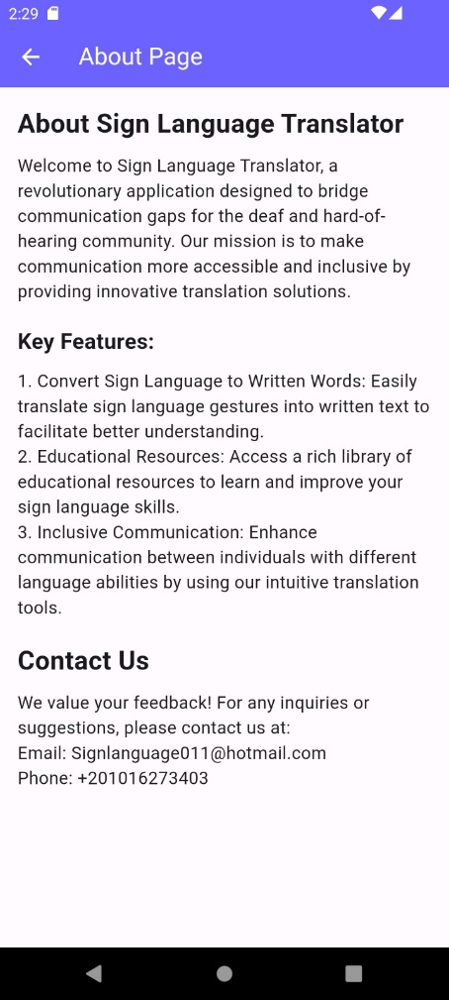 2:29
About Page
About Sign Language Translator
Welcome to Sign Language Translator, a
revolutionary application designed to bridge
communication gaps for the deaf and hard-of-
hearing community. Our mission is to make
communication more accessible and inclusive by
providing innovative translation solutions.
Key Features:
1. Convert Sign Language to Written Words: Easily
translate sign language gestures into written text to
facilitate better understanding.
2. Educational Resources: Access a rich library of
educational resources to learn and improve your
sign language skills.
3. Inclusive Communication: Enhance
communication between individuals with different
language abilities by using our intuitive translation
tools.
Contact Us
We value your feedback! For any inquiries or
suggestions, please contact us at:
Email: Signlanguage011@hotmail.com
Phone: +201016273403